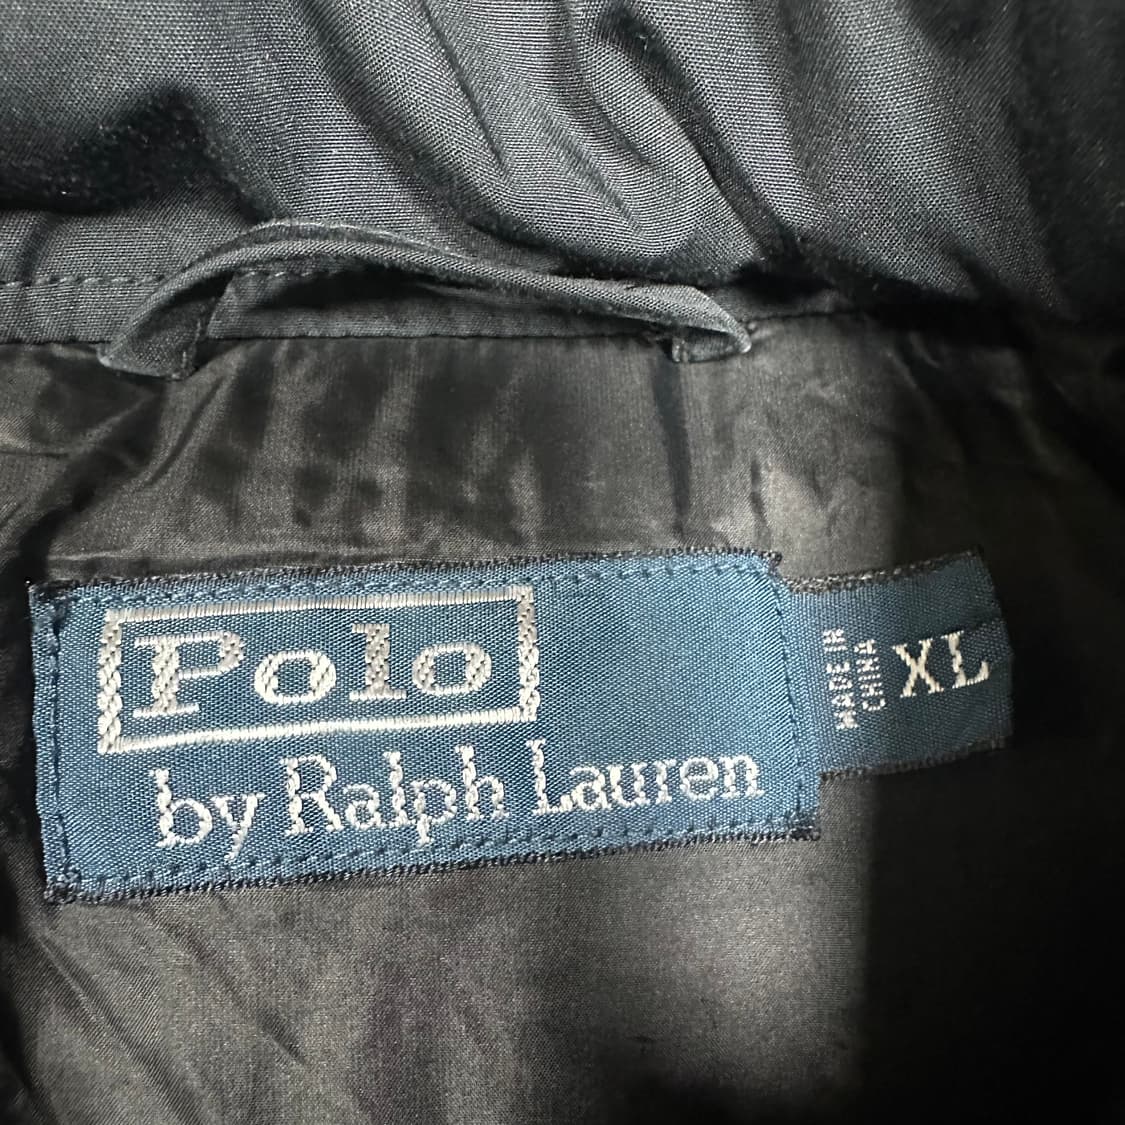 Polo
by Ralph Lauren
MADE IN
CHINA
XL